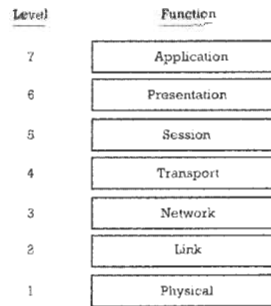 Level Function
7 Application
6 Presentation
5 Session
4 Transport
3 Network
2 Link
1 Physical